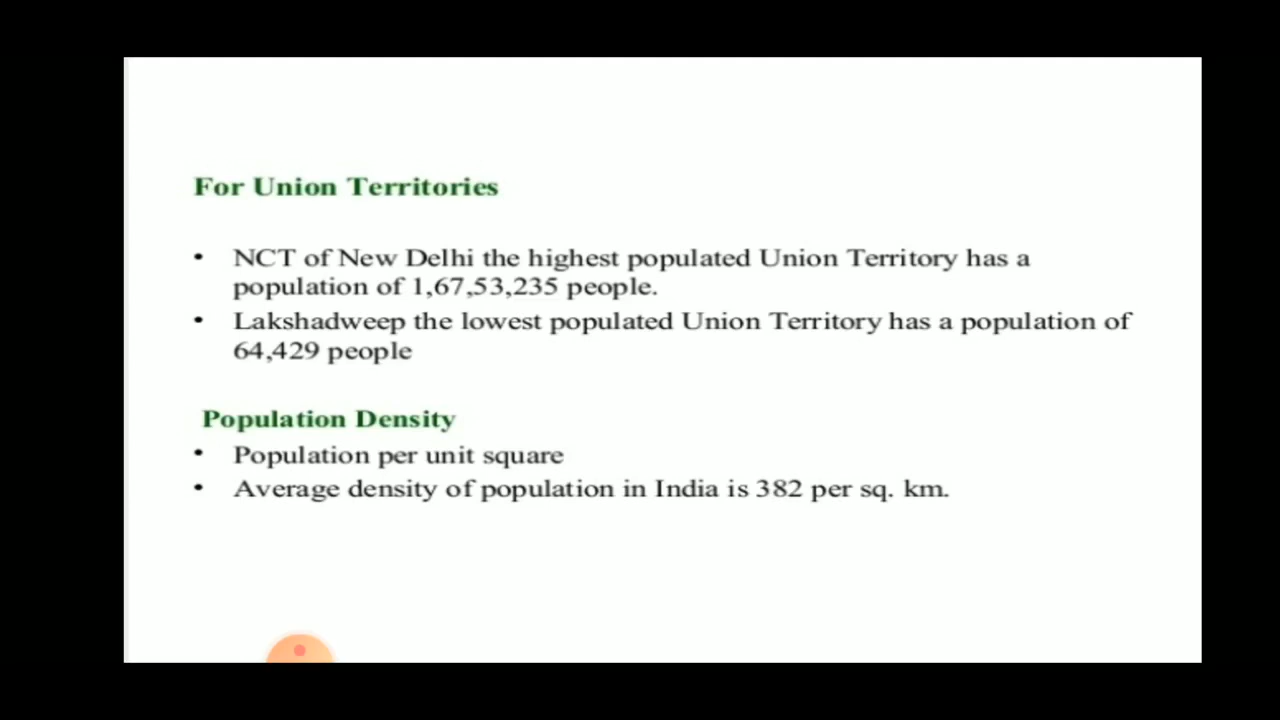 For Union Territories
• NCT of New Delhi the highest populated Union Territory has a
population of 1,67,53,235 people.
• Lakshadweep the lowest populated Union Territory has a population of
64,429 people
Population Density
• Population per unit square
• Average density of population in India is 382 per sq. km.